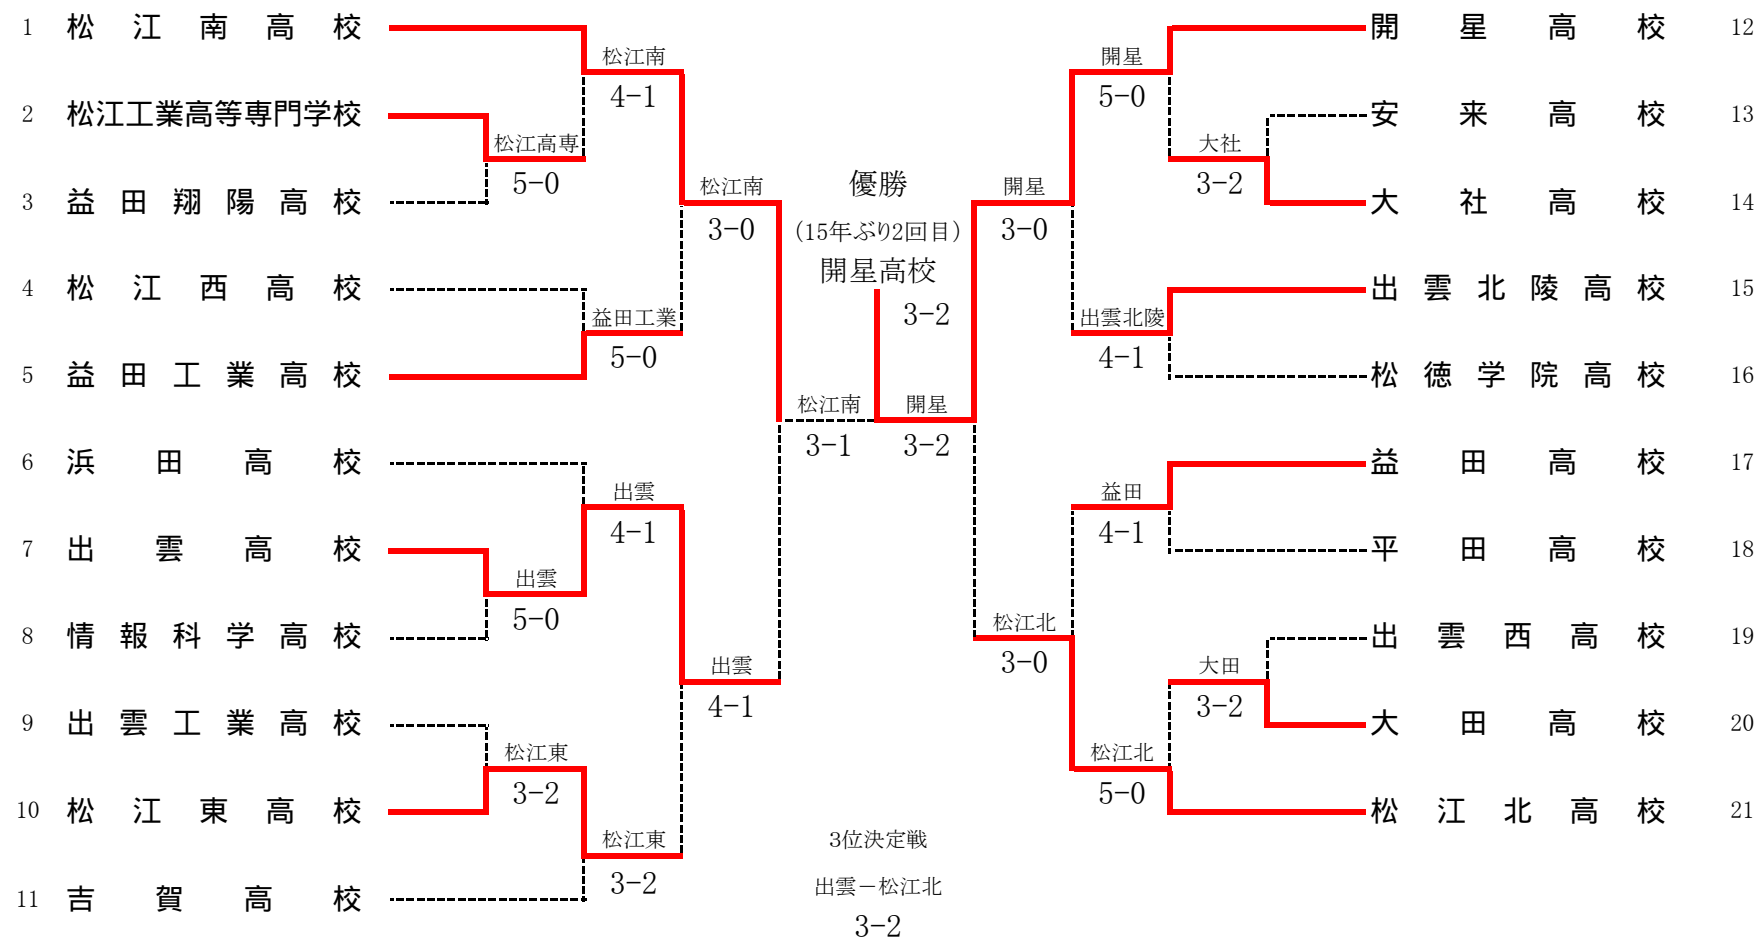 1 松江南高校
2 松江工業高等専門学校
3 益田翔陽高校
4 松江西高校
5 益田工業高校
6 浜田高校
7 出雲高校
8 情報科学高校
9 出雲工業高校
10 松江東高校
11 吉賀高校
松江高専
5-0
出雲
5-0
松江東
3-2
松江南
4-1
益田工業
5-0
出雲
4-1
松江東
3-2
松江南
3-0
出雲
4-1
松江南
3-1
優勝
(15年ぶり2回目)
開星高校
3-2
開星
3-2
3位決定戦
出雲－松江北
3-2
開星
3-0
松江北
3-0
開星
5-0
出雲北陵
4-1
益田
4-1
松江北
5-0
大社
3-2
大田
3-2
開星高校 12
安来高校 13
大社高校 14
出雲北陵高校 15
松徳学院高校 16
益田高校 17
平田高校 18
出雲西高校 19
大田高校 20
松江北高校 21